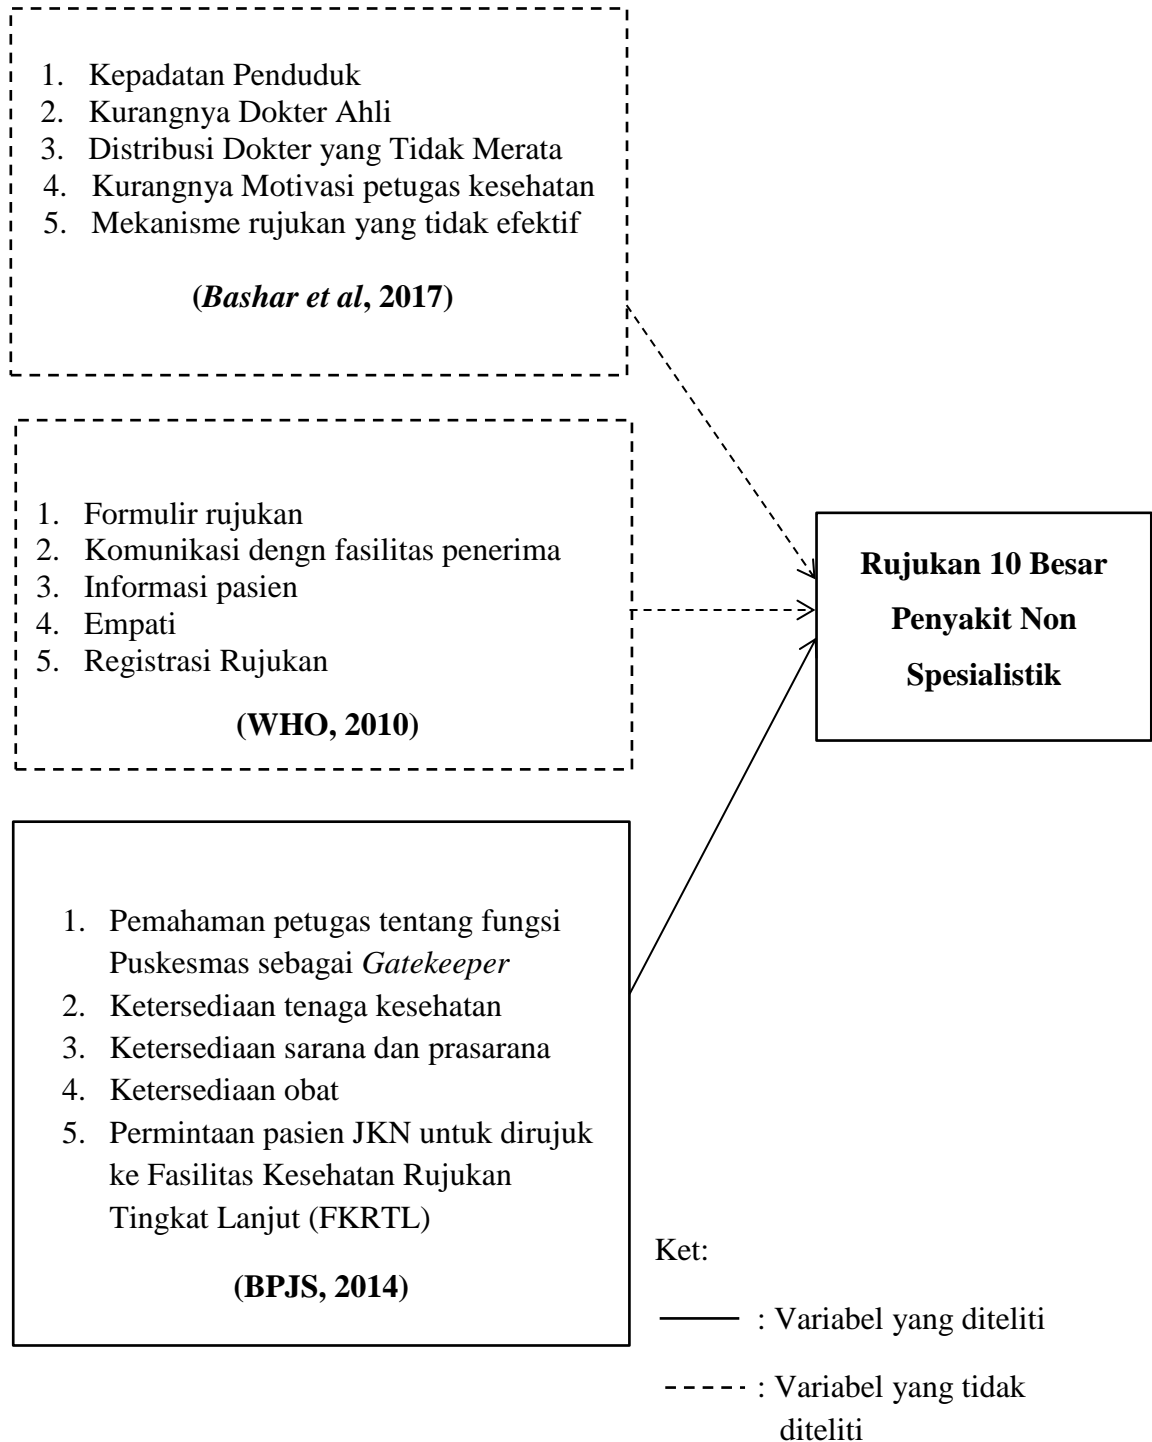 1. Kepadatan Penduduk
2. Kurangnya Dokter Ahli
3. Distribusi Dokter yang Tidak Merata
4. Kurangnya Motivasi petugas kesehatan
5. Mekanisme rujukan yang tidak efektif
(Bashar et al, 2017)
1. Formulir rujukan
2. Komunikasi dengn fasilitas penerima
3. Informasi pasien
4. Empati
5. Registrasi Rujukan
(WHO, 2010)
Rujukan 10 Besar
Penyakit Non
Spesialistik
1. Pemahaman petugas tentang fungsi
Puskesmas sebagai Gatekeeper
2. Ketersediaan tenaga kesehatan
3. Ketersediaan sarana dan prasarana
4. Ketersediaan obat
5. Permintaan pasien JKN untuk dirujuk
ke Fasilitas Kesehatan Rujukan
Tingkat Lanjut (FKRTL)
(BPJS, 2014)
Ket:
: Variabel yang diteliti
: Variabel yang tidak
diteliti